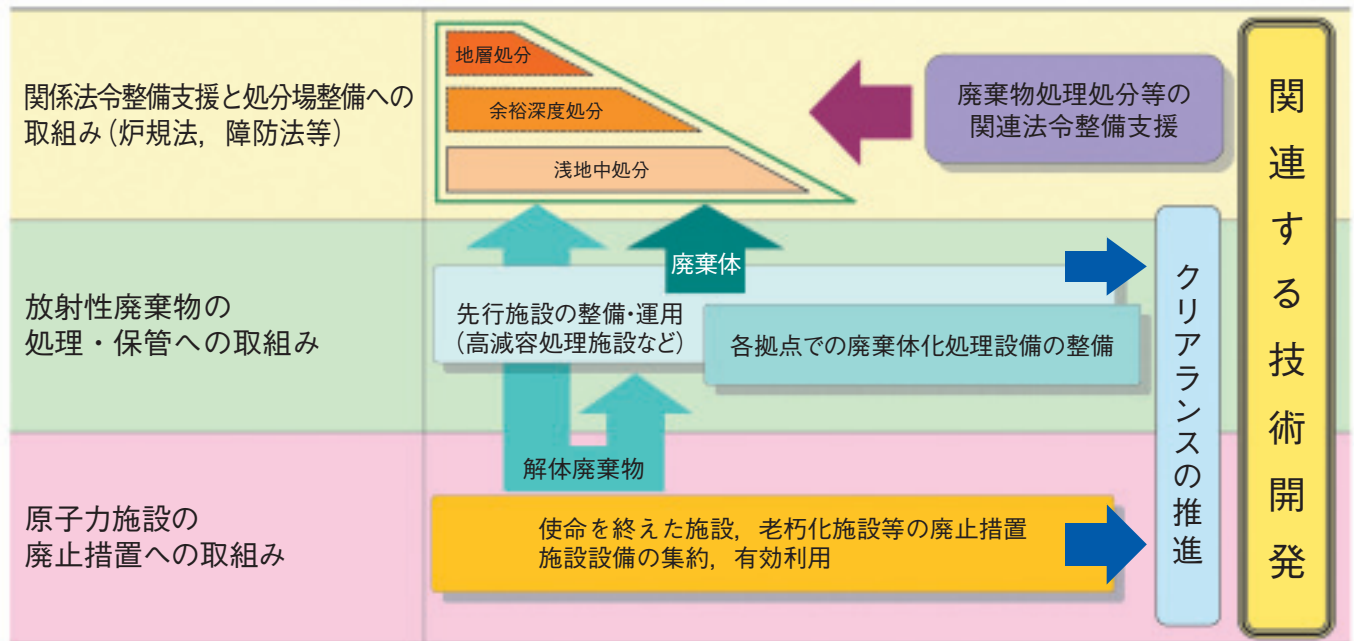 関係法令整備支援と処分場整備への
取組み(炉規法，障防法等)
地層処分
余裕深度処分
浅地中処分
廃棄物処理処分等の
関連法令整備支援
放射性廃棄物の
処理・保管への取組み
廃棄体
先行施設の整備・運用
(高減容処理施設など)
各拠点での廃棄体化処理設備の整備
原子力施設の
廃止措置への取組み
解体廃棄物
使命を終えた施設，老朽化施設等の廃止措置
施設設備の集約，有効利用
クリアランスの推進
関連する技術開発